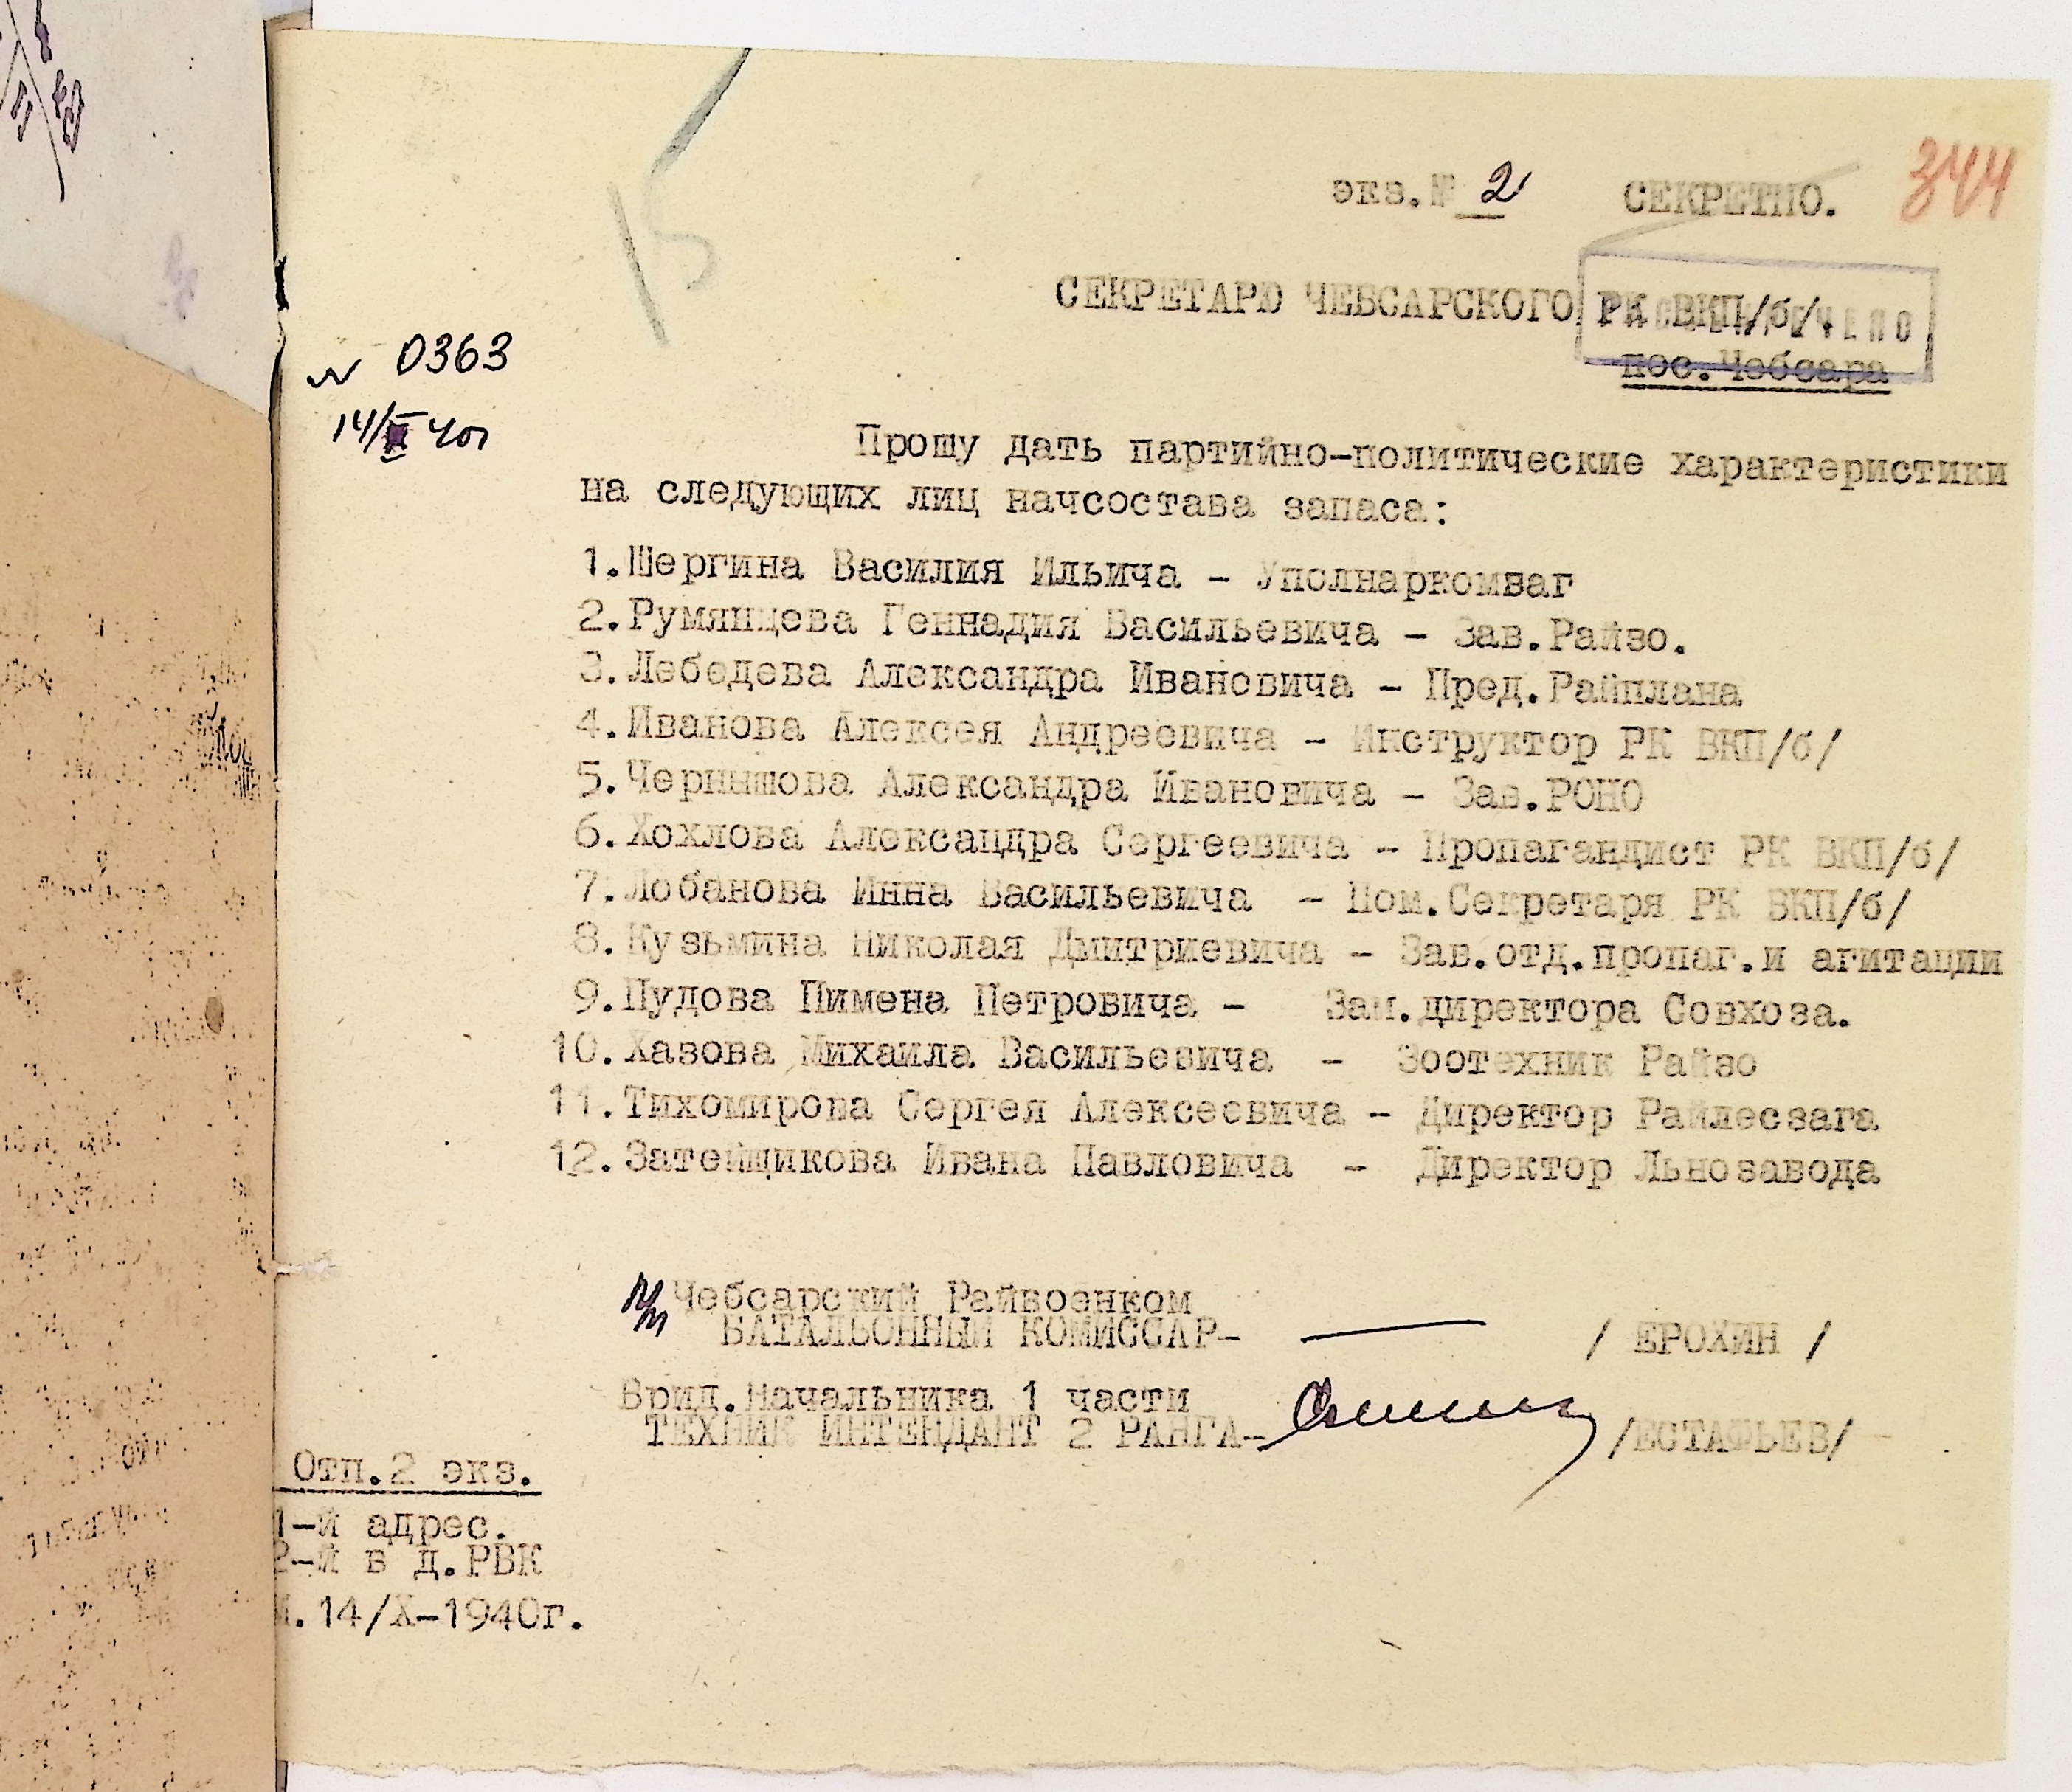 344
экз.№ 2 СЕКРЕТНО.
СЕКРЕТАРЮ ЧЕБСАРСКОГО РК ВКП/б/.
пос.Чебсара
№ 0363
14/X 40г
15
Прошу дать партийно-политические характеристики
на следующих лиц начсостава запаса:
1.Шергина Василия Ильича - Уполнаркомзаг
2.Румянцева Геннадия Васильевича - Зав.Райзо.
3.Лебедева Александра Ивановича - Пред.Райплана
4.Иванова Алексея Андреевича - Инструктор РК ВКП/б/
5.Чернышова Александра Ивановича - Зав.РОНО
6.Хохлова Александра Сергеевича - Пропагандист РК ВКП/б/
7.Лобанова Инна Васильевича - Пом.Секретаря РК ВКП/б/
8.Кузьмина Николая Дмитриевича - Зав.отд.пропаг.и агитации
9.Пудова Пимена Петровича - Зам.директора Совхоза.
10.Хазова Михаила Васильевича - Зоотехник Райзо
11.Тихомирова Сергея Алексеевича - Директор Райлесзага
12.Затейщикова Ивана Павловича - Директор Льнозавода
Чебсарский Райвоенком
БАТАЛЬОННЫЙ КОМИССАР- / ЕРОХИН /
Врид.Начальника 1 части
ТЕХНИК ИНТЕНДАНТ 2 РАНГА- /ЕСТАФЬЕВ/
Отп.2 экз.
1-й адрес.
2-й в д.РВК
М.14/X-1940г.